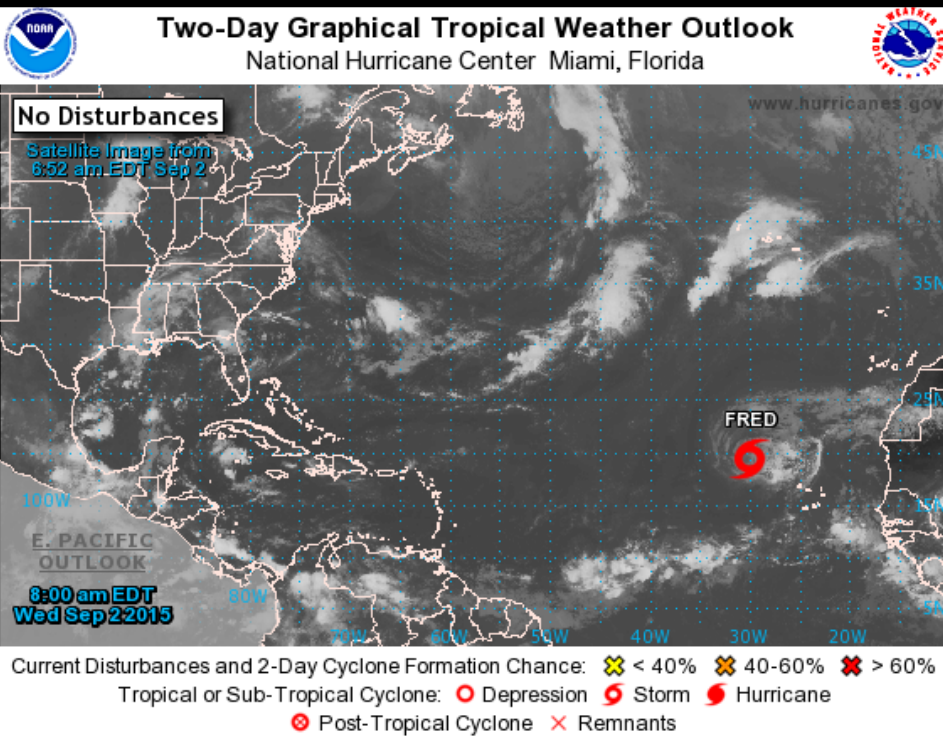 Two-Day Graphical Tropical Weather Outlook
National Hurricane Center Miami, Florida
NOAA
NATIONAL WEATHER
No Disturbances
www.hurricanes.gov
Satellite Image from
6:52 am EDT Sep 2
45N
35N
25N
FRED
100W
15N
E. PACIFIC
OUTLOOK
8:00 am EDT
Wed Sep 2 2015
80W
5N
70W 60W 50W 40W 30W 20W
Current Disturbances and 2-Day Cyclone Formation Chance: < 40% 40-60% > 60%
Tropical or Sub-Tropical Cyclone: Depression Storm Hurricane
Post-Tropical Cyclone Remnants